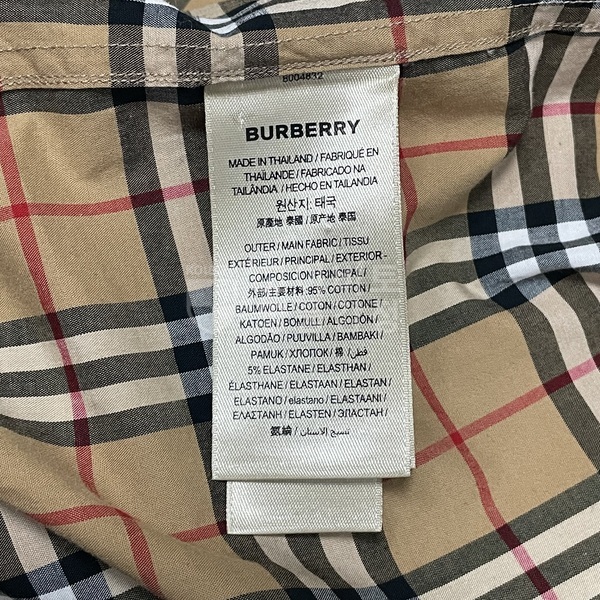 8004832
BURBERRY
MADE IN THAILAND / FABRIQUÉ EN
THAÏLANDE / FABRICADO NA
TAILÂNDIA / HECHO EN TAILANDIA
원산지: 태국
原產地 泰國 / 原产地 泰国
OUTER / MAIN FABRIC / TISSU
EXTÉRIEUR / PRINCIPAL / EXTERIOR -
COMPOSICIÓN PRINCIPAL /
外部/主要材料: 95% COTTON /
BAUMWOLLE / COTON / COTONE /
KATOEN / BOMULL / ALGODÓN /
ALGODÃO / PUUVILLA / BAMBAKI /
PAMUK / ХЛОПОК / 棉 / قطن
5% ELASTANE / ELASTHAN /
ÉLASTHANE / ELASTAAN / ELASTAN /
ELASTANO / elastano / ELASTAANI /
ΕΛΑΣΤΑΝΗ / ELASTEN / ЭЛАСТАН /
氨綸 / نسيج الاستان